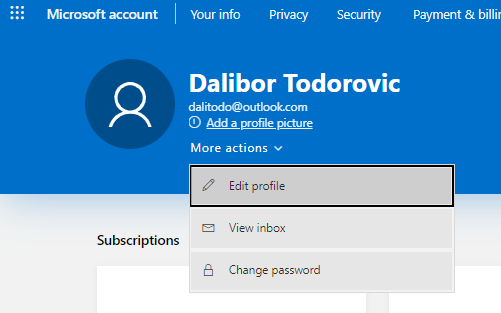 Microsoft account Your info Privacy Security Payment & billin
Dalibor Todorovic
dalitodo@outlook.com
Add a profile picture
More actions
Edit profile
View inbox
Change password
Subscriptions